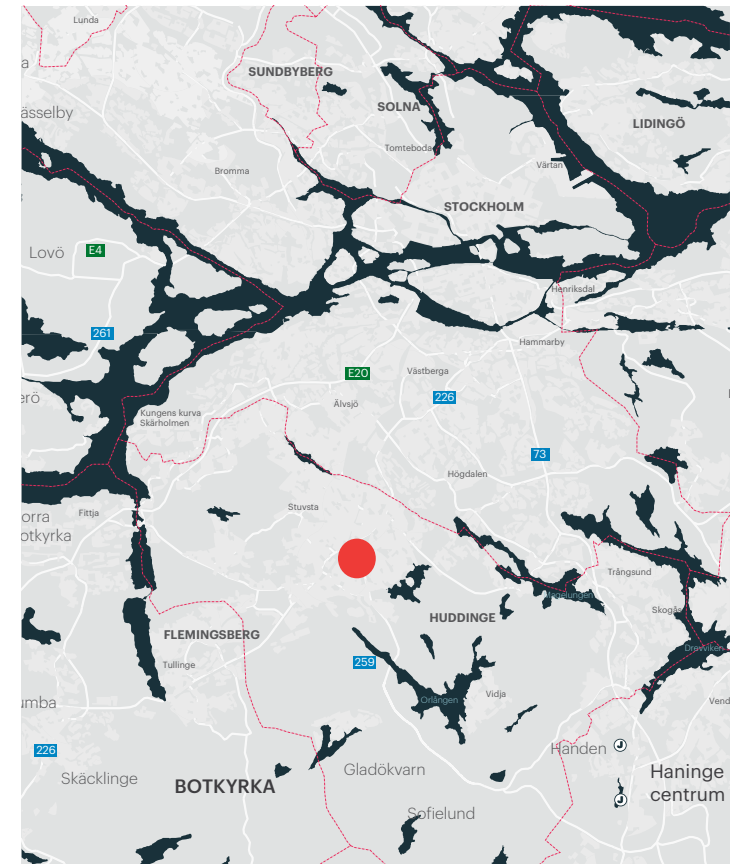 Lunda
a
SUNDBYBERG
SOLNA
ässelby
LIDINGÖ
Tomteboda
Värtan
Bromma
STOCKHOLM
Lovö
E4
Henriksdal
261
Hammarby
E20
Västberga
erö
226
Älvsjö
Kungens kurva
Skärholmen
73
Högdalen
Stuvsta
Fittja
orra
otkyrka
Trångsund
Magelungen
Skogås
HUDDINGE
FLEMINGSBERG
Drevviken
259
Tullinge
Vidja
Orlången
umba
Vend
226
Handen
J
Gladökvarn
Haninge
centrum
Skäcklinge
BOTKYRKA
J
Sofielund